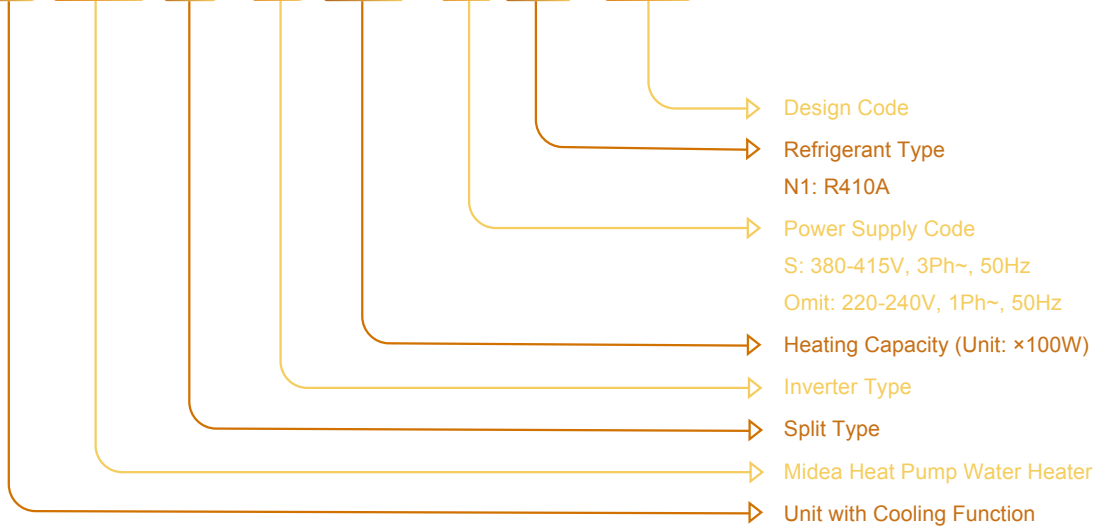 Design Code
Refrigerant Type
N1: R410A
Power Supply Code
S: 380-415V, 3Ph~, 50Hz
Omit: 220-240V, 1Ph~, 50Hz
Heating Capacity (Unit: ×100W)
Inverter Type
Split Type
Midea Heat Pump Water Heater
Unit with Cooling Function